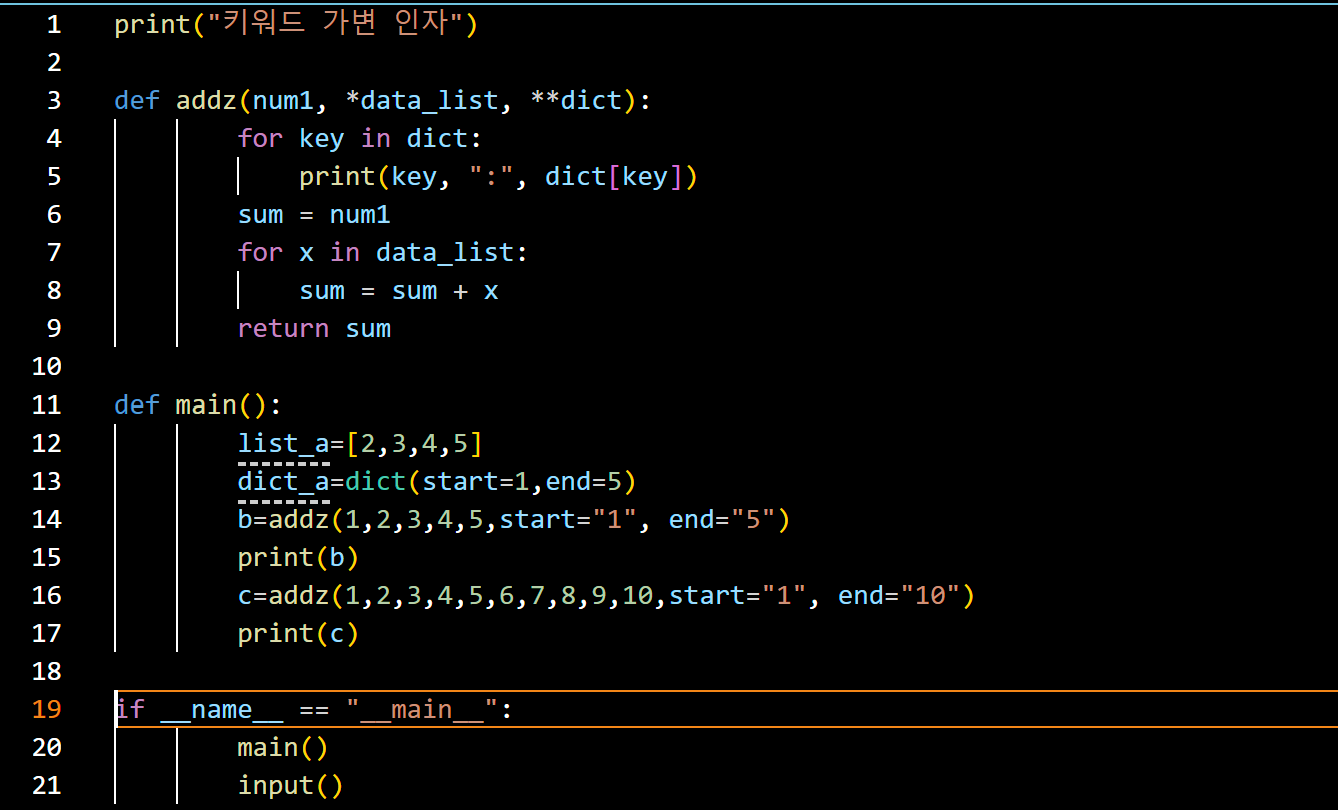 1 print("키워드 가변 인자")
2
3 def addz(num1, *data_list, **dict):
4         for key in dict:
5             print(key, ":", dict[key])
6         sum = num1
7         for x in data_list:
8             sum = sum + x
9         return sum
10
11 def main():
12         list_a=[2,3,4,5]
13         dict_a=dict(start=1,end=5)
14         b=addz(1,2,3,4,5,start="1", end="5")
15         print(b)
16         c=addz(1,2,3,4,5,6,7,8,9,10,start="1", end="10")
17         print(c)
18
19 if __name__ == "__main__":
20         main()
21         input()